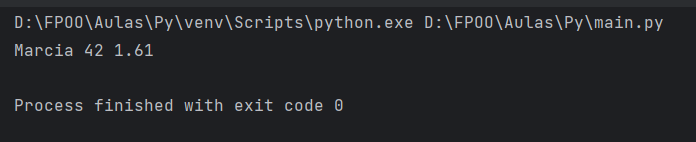 D:\FPOO\Aulas\Py\venv\Scripts\python.exe D:\FPOO\Aulas\Py\main.py
Marcia 42 1.61
Process finished with exit code 0